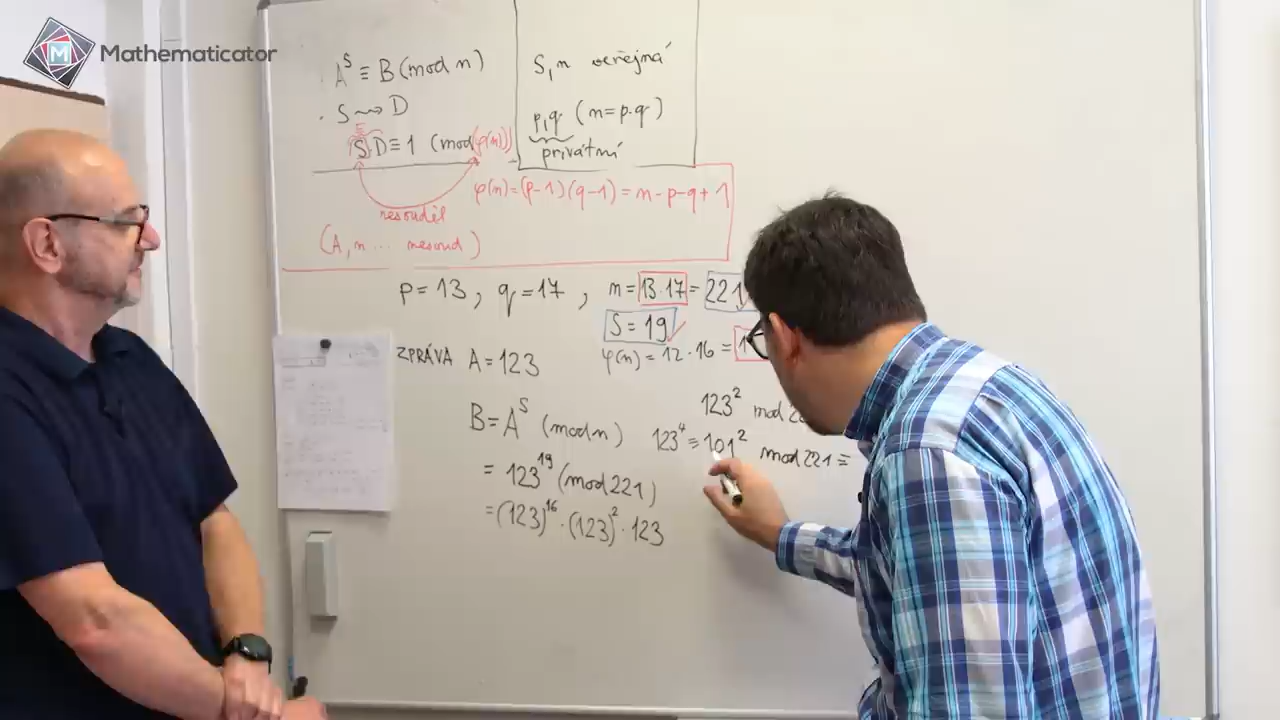 Mathematicator
A^S ≡ B (mod n)
S ⇝ D
S D ≡ 1 (mod φ(n))
nesouděl
(A, n ... nesoud)
S, n veřejná
p, q (n=p·q)
privátní
φ(n) = (p-1)(q-1) = n-p-q+1
p=13, q=17, n=13·17=221
S=19
ZPRÁVA A=123
φ(n)=12·16=
B=A^S (mod n)
=123^19 (mod 221)
=(123)^16·(123)^2·123
123^2 mod
123^4 ≡ 101^2 mod 221 ≡